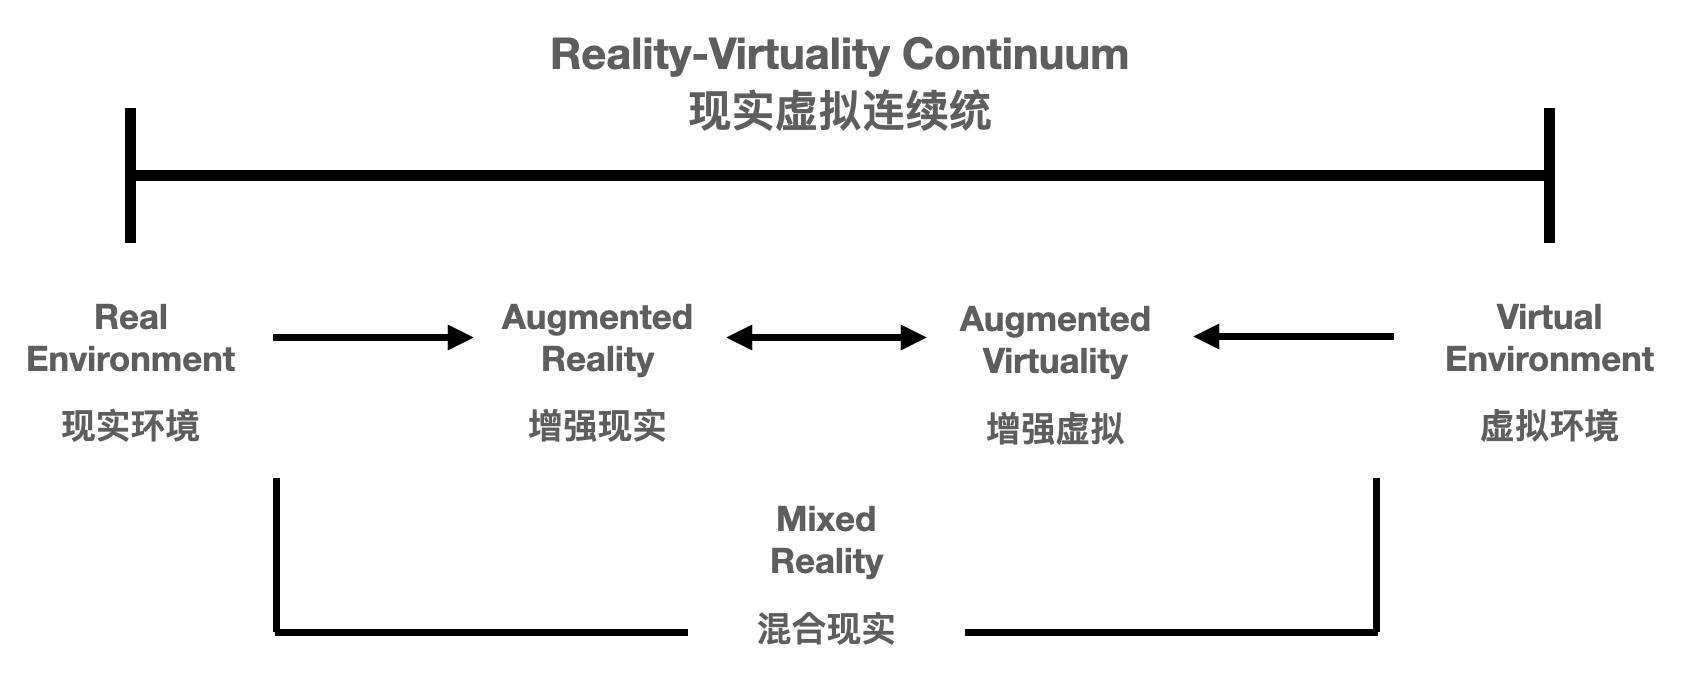 Reality-Virtuality Continuum
现实虚拟连续统
Real
Environment
现实环境
Augmented
Reality
增强现实
Augmented
Virtuality
增强虚拟
Virtual
Environment
虚拟环境
Mixed
Reality
混合现实